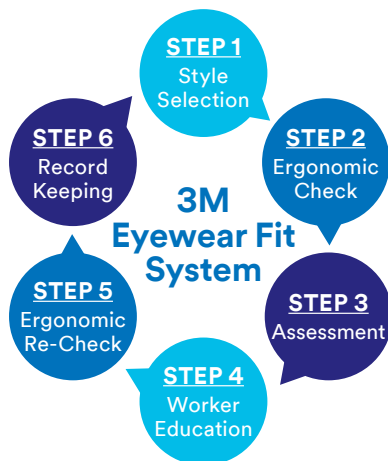 STEP 1
Style
Selection
STEP 2
Ergonomic
Check
STEP 3
Assessment
STEP 4
Worker
Education
STEP 5
Ergonomic
Re-Check
STEP 6
Record
Keeping
3M
Eyewear Fit
System